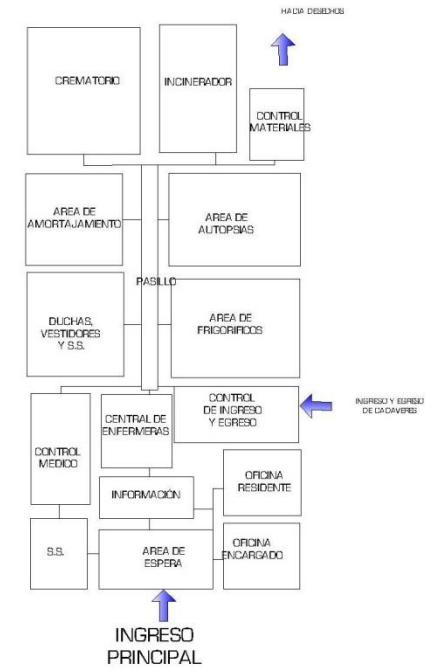 HACIA DESECHOS
CREMATORIO
INCINERADOR
CONTROL
MATERIALES
AREA DE
AMORTAJAMIENTO
AREA DE
AUTOPSIAS
PASILLO
DUCHAS,
VESTIDORES
Y S.S.
AREA DE
FRIGORIFICOS
CONTROL
DE INGRESO
Y EGRESO
INGRESO Y EGRESO
DE CADAVERES
CENTRAL DE
ENFERMERAS
CONTROL
MEDICO
OFICINA
RESIDENTE
INFORMACIÓN
S.S.
AREA DE
ESPERA
OFICINA
ENCARGADO
INGRESO
PRINCIPAL